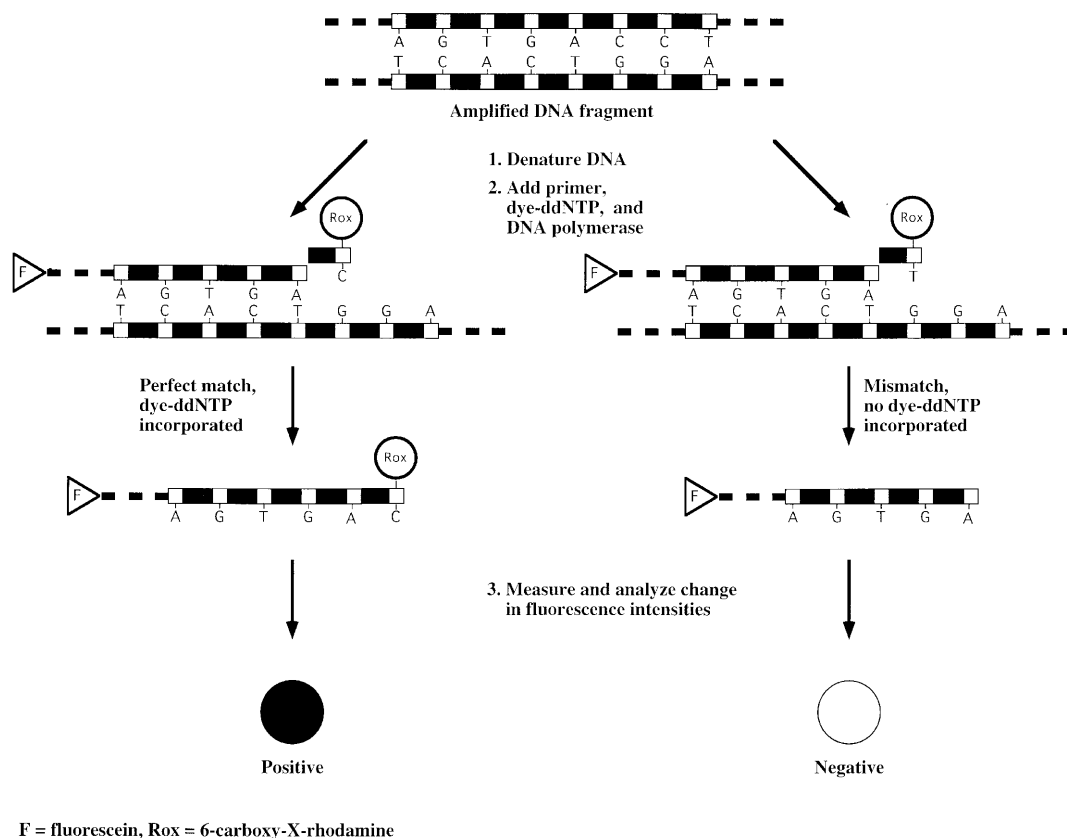 A G T G A C C T
T C A C T G G A
Amplified DNA fragment
1. Denature DNA
2. Add primer,
dye-ddNTP, and
DNA polymerase
Rox
F
C
A G T G A
T C A C T G G A
Rox
F
T
A G T G A
T C A C T G G A
Perfect match,
dye-ddNTP
incorporated
Mismatch,
no dye-ddNTP
incorporated
Rox
F
A G T G A C
F
A G T G A
3. Measure and analyze change
in fluorescence intensities
Positive
Negative
F = fluorescein, Rox = 6-carboxy-X-rhodamine